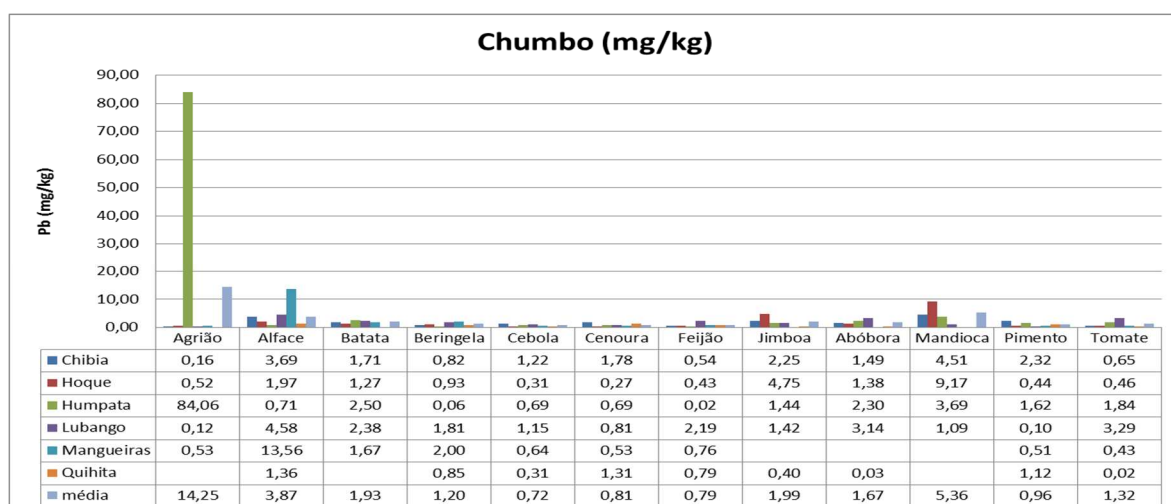 Chumbo (mg/kg)
Pb (mg/kg)
90,00
80,00
70,00
60,00
50,00
40,00
30,00
20,00
10,00
0,00
Agrião Alface Batata Beringela Cebola Cenoura Feijão Jimboa Abóbora Mandioca Pimento Tomate
Chibia 0,16 3,69 1,71 0,82 1,22 1,78 0,54 2,25 1,49 4,51 2,32 0,65
Hoque 0,52 1,97 1,27 0,93 0,31 0,27 0,43 4,75 1,38 9,17 0,44 0,46
Humpata 84,06 0,71 2,50 0,06 0,69 0,69 0,02 1,44 2,30 3,69 1,62 1,84
Lubango 0,12 4,58 2,38 1,81 1,15 0,81 2,19 1,42 3,14 1,09 0,10 3,29
Mangueiras 0,53 13,56 1,67 2,00 0,64 0,53 0,76 0,51 0,43
Quihita 1,36 0,85 0,31 1,31 0,79 0,40 0,03 1,12 0,02
média 14,25 3,87 1,93 1,20 0,72 0,81 0,79 1,99 1,67 5,36 0,96 1,32